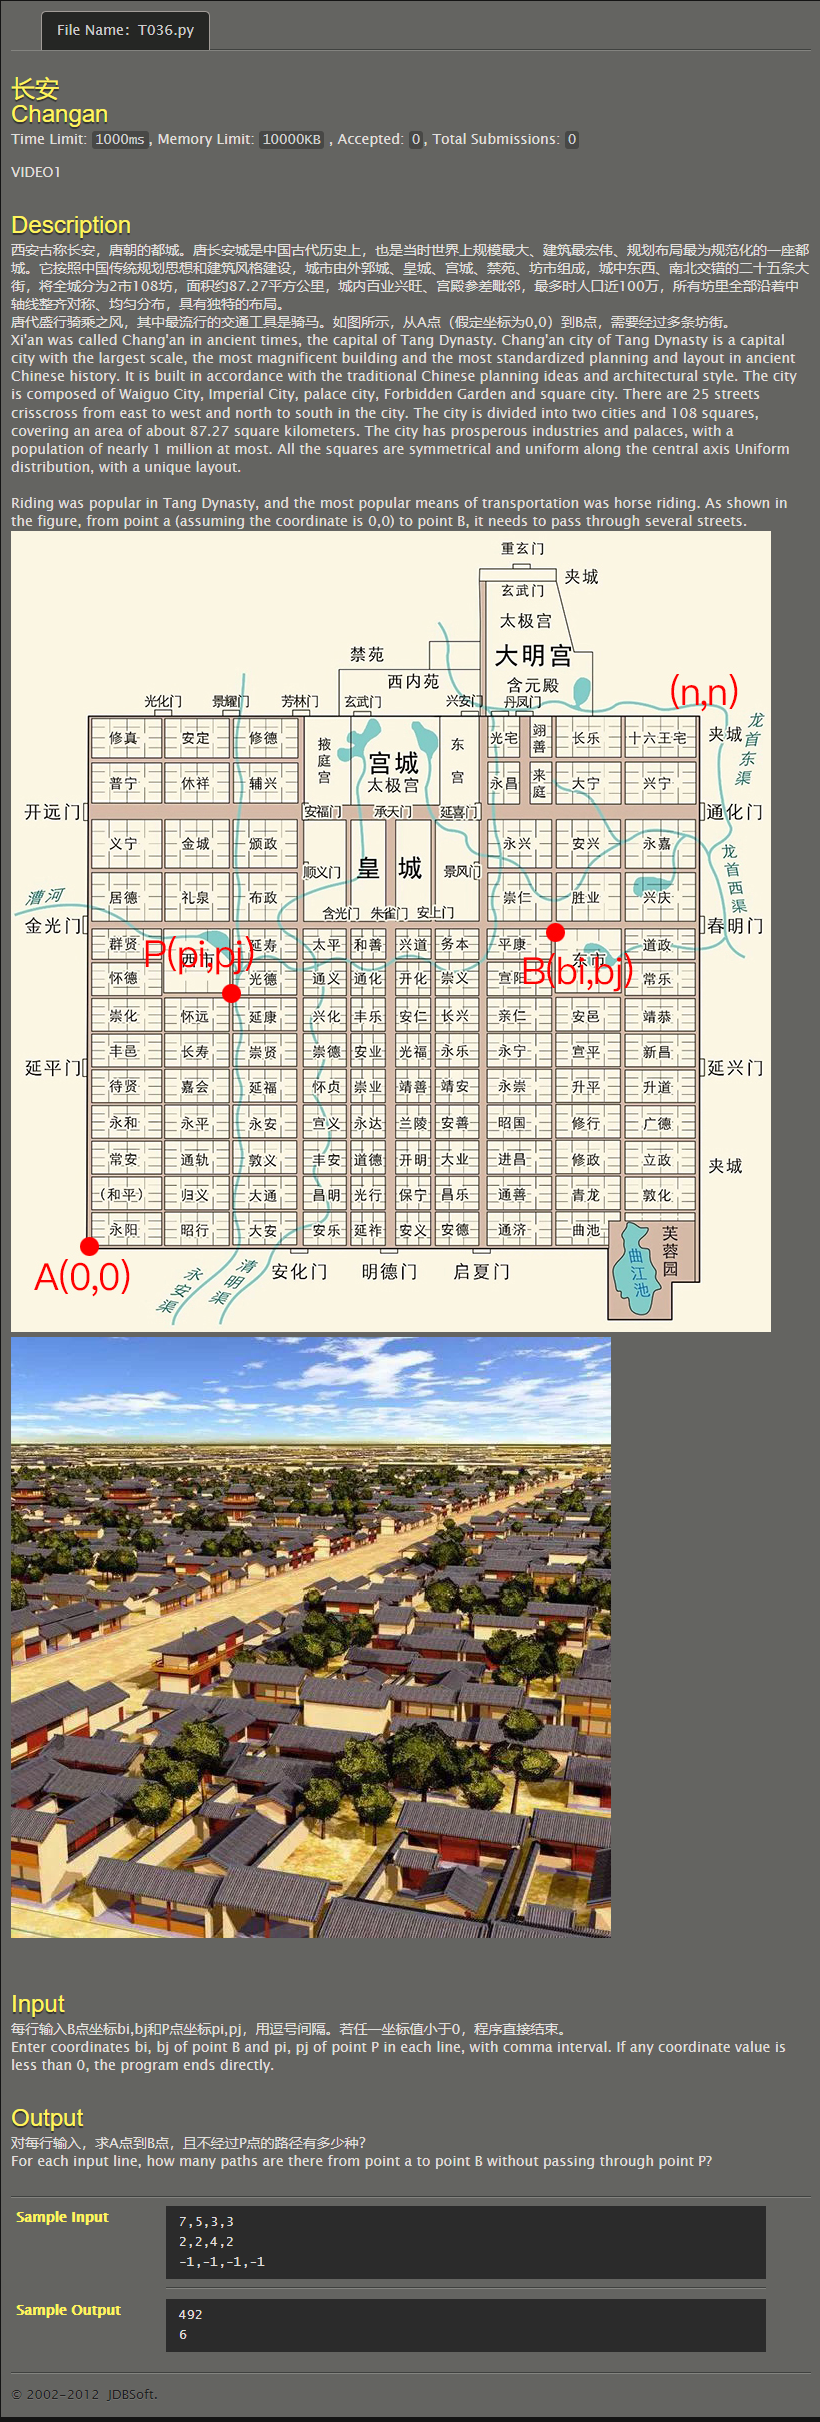 File Name: T036.py
长安
Changan
Time Limit: 1000ms, Memory Limit: 10000KB , Accepted: 0, Total Submissions: 0
VIDEO1
Description
西安古称长安，唐朝的都城。唐长安城是中国古代历史上，也是当时世界上规模最大、建筑最宏伟、规划布局最为规范化的一座都
城。它按照中国传统规划思想和建筑风格建设，城市由外郭城、皇城、宫城、禁苑、坊市组成，城中东西、南北交错的二十五条大
街，将全城分为2市108坊，面积约87.27平方公里，城内百业兴旺、宫殿参差毗邻，最多时人口近100万，所有坊里全部沿着中
轴线整齐对称、均匀分布，具有独特的布局。
唐代盛行骑乘之风，其中最流行的交通工具是骑马。如图所示，从A点（假定坐标为0,0）到B点，需要经过多条坊街。
Xi'an was called Chang'an in ancient times, the capital of Tang Dynasty. Chang'an city of Tang Dynasty is a capital
city with the largest scale, the most magnificent building and the most standardized planning and layout in ancient
Chinese history. It is built in accordance with the traditional Chinese planning ideas and architectural style. The city
is composed of Waiguo City, Imperial City, palace city, Forbidden Garden and square city. There are 25 streets
crisscross from east to west and north to south in the city. The city is divided into two cities and 108 squares,
covering an area of about 87.27 square kilometers. The city has prosperous industries and palaces, with a
population of nearly 1 million at most. All the squares are symmetrical and uniform along the central axis Uniform
distribution, with a unique layout.
Riding was popular in Tang Dynasty, and the most popular means of transportation was horse riding. As shown in
the figure, from point a (assuming the coordinate is 0,0) to point B, it needs to pass through several streets.
重玄门
夹城
玄武门
太极宫
禁苑
大明宫
西内苑
含元殿
(n,n)
光化门 景耀门 芳林门 玄武门 兴安门 丹凤门
修真 安定 修德 掖庭宫 宫城 东宫 光宅 翊善 长乐 十六王宅 夹城 龙首东渠
太极宫
普宁 休祥 辅兴 永昌 来庭 大宁 兴宁
开远门 安福门 承天门 延喜门 通化门
义宁 金城 颁政 永兴 安兴 永嘉
顺义门 皇城 景风门 龙首西渠
漕河
居德 礼泉 布政 崇仁 胜业 兴庆
含光门 朱雀门 安上门
金光门 春明门
群贤 西市 延寿 太平 和善 兴道 务本 平康 东市 道政
P(pi,pj)
B(bi,bj)
怀德 光德 通义 通化 开化 崇义 宣阳 常乐
崇化 怀远 延康 兴化 丰乐 安仁 长兴 亲仁 安邑 靖恭
丰邑 长寿 崇贤 崇德 安业 光福 永乐 永宁 宣平 新昌
延平门 延兴门
待贤 嘉会 延福 怀贞 崇业 靖善 靖安 永崇 升平 升道
永和 永平 永安 宣义 永达 兰陵 安善 昭国 修行 广德
常安 通轨 敦义 丰安 道德 开明 大业 进昌 修政 立政 夹城
(和平) 归义 大通 昌明 光行 保宁 昌乐 通善 青龙 敦化
永阳 昭行 大安 安乐 延祚 安义 安德 通济 曲池 芙蓉园
曲江池
A(0,0)
永安渠 清明渠 安化门 明德门 启夏门
Input
每行输入B点坐标bi,bj和P点坐标pi,pj，用逗号间隔。若任一坐标值小于0，程序直接结束。
Enter coordinates bi, bj of point B and pi, pj of point P in each line, with comma interval. If any coordinate value is
less than 0, the program ends directly.
Output
对每行输入，求A点到B点，且不经过P点的路径有多少种？
For each input line, how many paths are there from point a to point B without passing through point P?
Sample Input
7,5,3,3
2,2,4,2
-1,-1,-1,-1
Sample Output
492
6
© 2002-2012 JDBSoft.